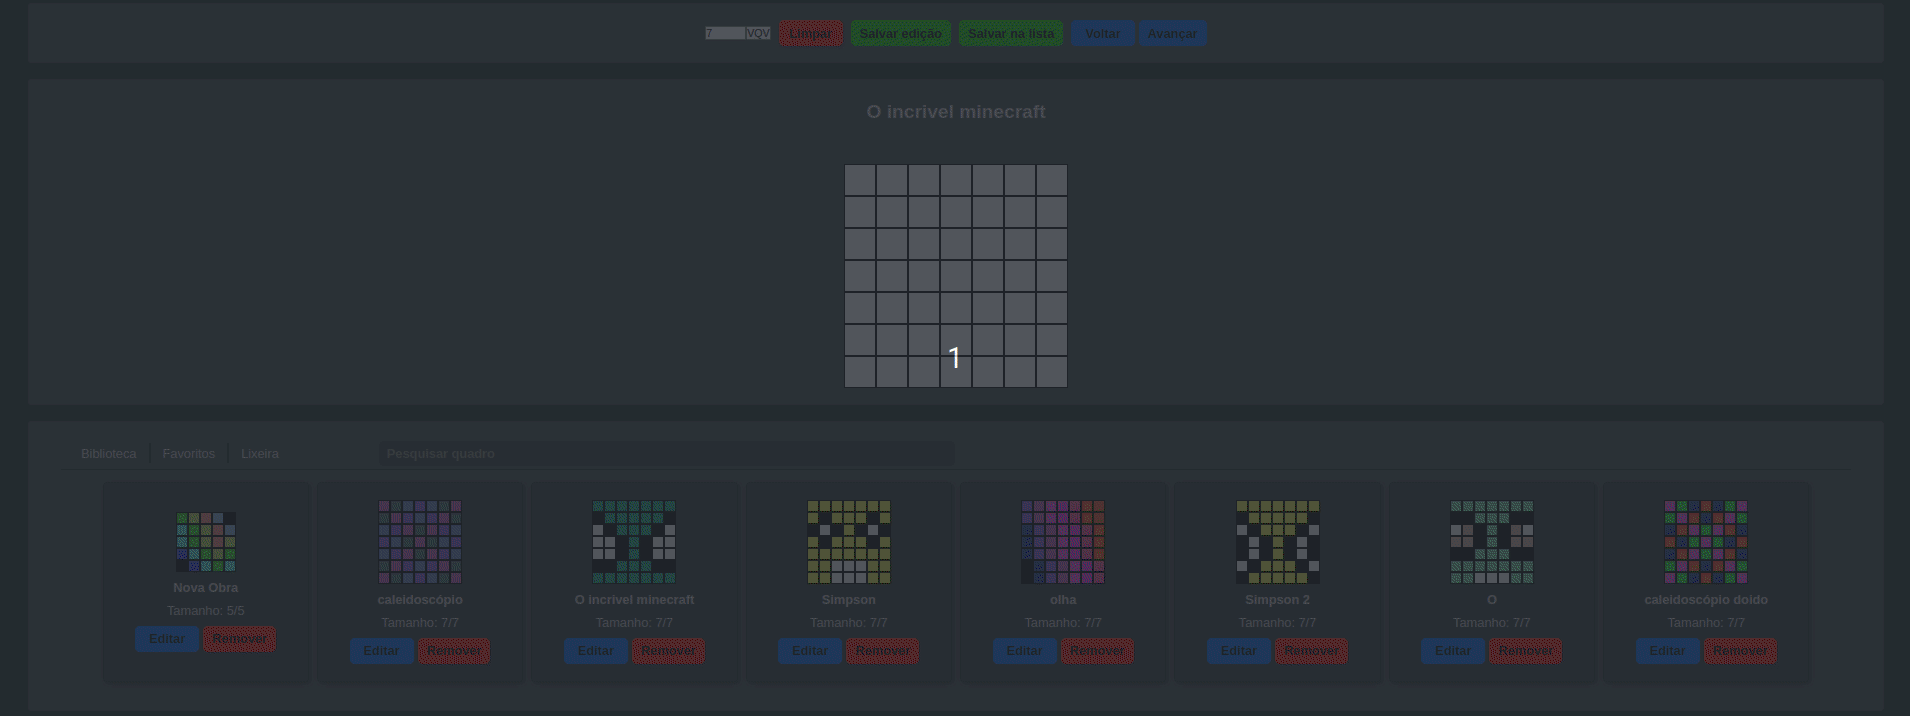 7 VQV Limpar Salvar edição Salvar na lista Voltar Avançar
O incrivel minecraft
1
Biblioteca Favoritos Lixeira Pesquisar quadro
Nova Obra
Tamanho: 5/5
Editar Remover
caleidoscópio
Tamanho: 7/7
Editar Remover
O incrivel minecraft
Tamanho: 7/7
Editar Remover
Simpson
Tamanho: 7/7
Editar Remover
olha
Tamanho: 7/7
Editar Remover
Simpson 2
Tamanho: 7/7
Editar Remover
O
Tamanho: 7/7
Editar Remover
caleidoscópio doido
Tamanho: 7/7
Editar Remover